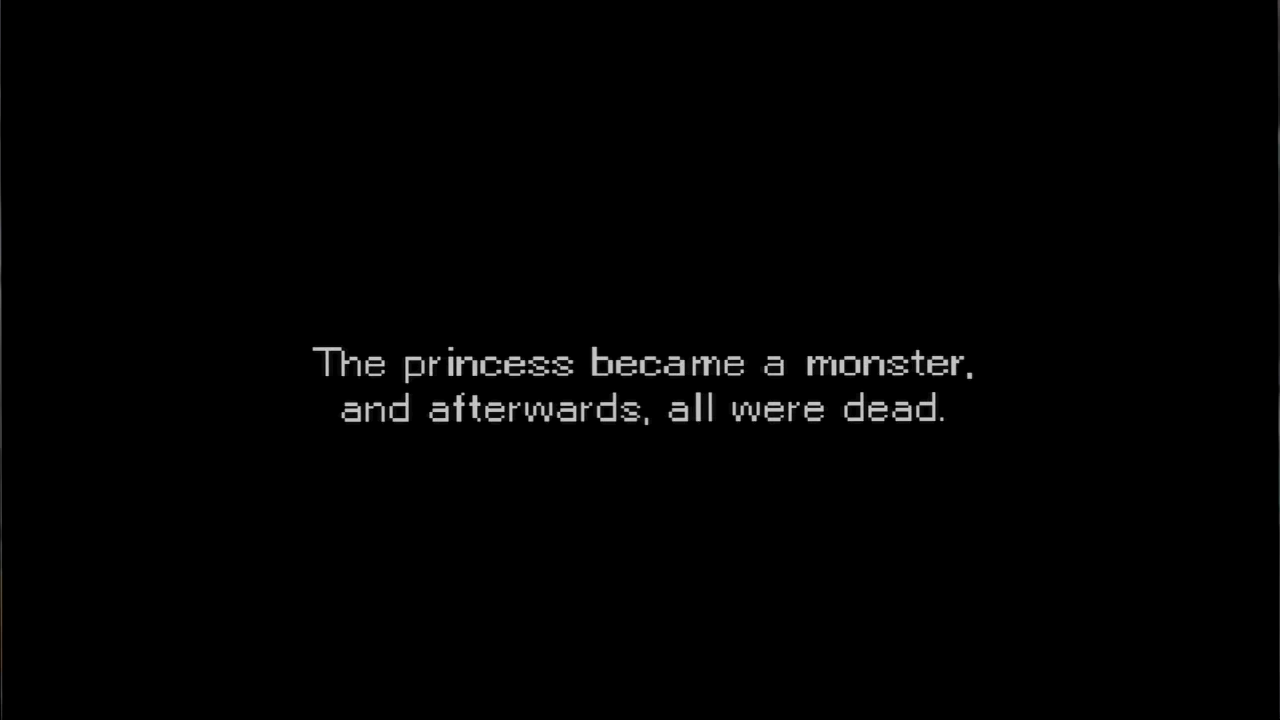 The princess became a monster,
and afterwards, all were dead.